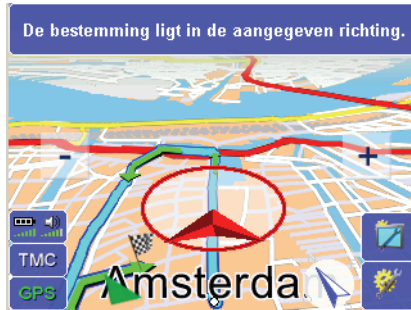 De bestemming ligt in de aangegeven richting.
-
+
TMC
GPS
Amsterda